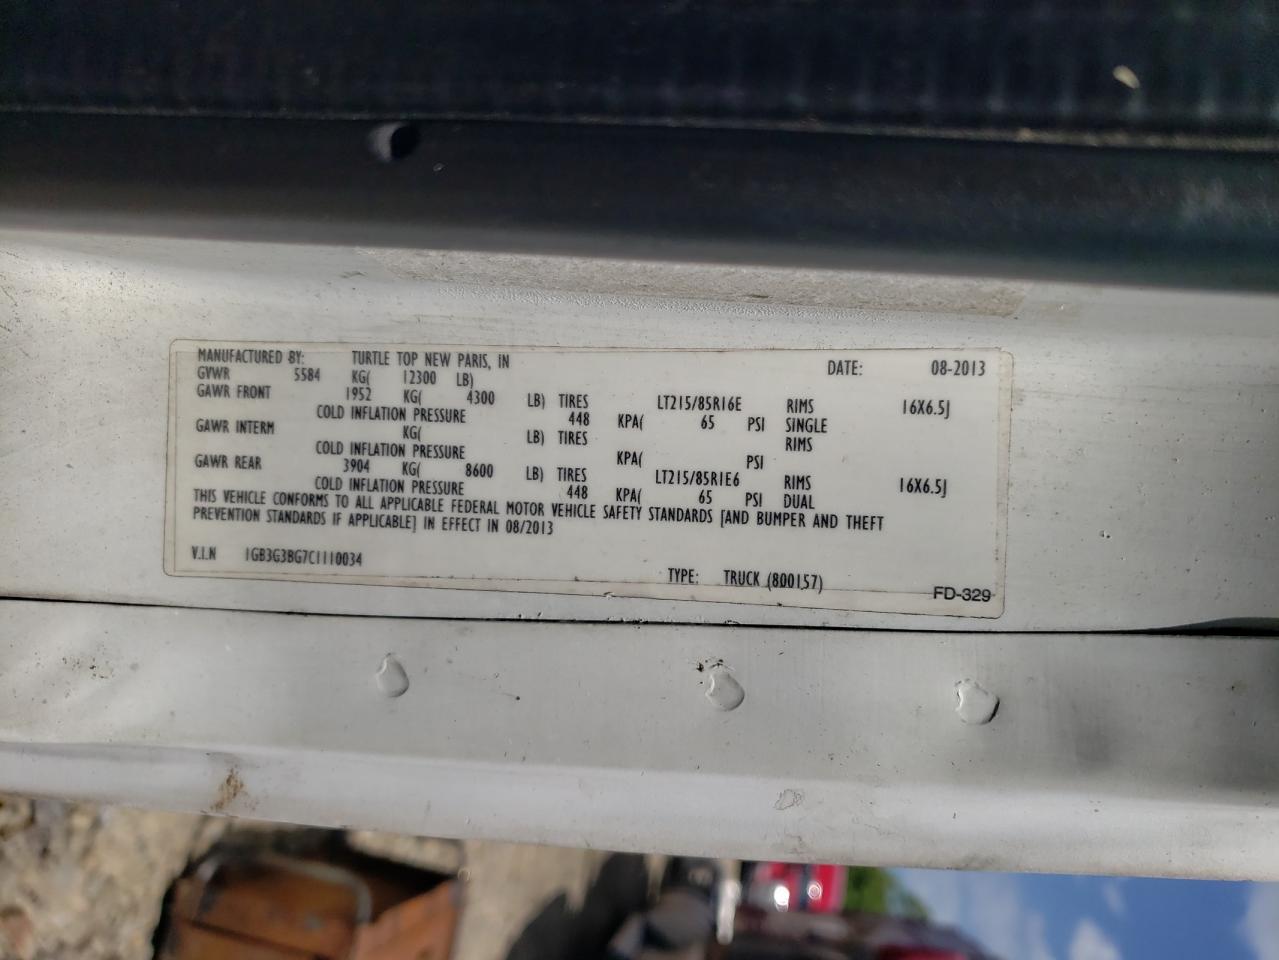 MANUFACTURED BY: TURTLE TOP NEW PARIS, IN DATE: 08-2013
GVWR 5584 KG( 12300 LB)
GAWR FRONT 1952 KG( 4300 LB) TIRES LT215/85R16E RIMS 16X6.5J
COLD INFLATION PRESSURE 448 KPA( 65 PSI SINGLE
GAWR INTERM KG( LB) TIRES RIMS
COLD INFLATION PRESSURE KPA( PSI
GAWR REAR 3904 KG( 8600 LB) TIRES LT215/85R1E6 RIMS 16X6.5J
COLD INFLATION PRESSURE 448 KPA( 65 PSI DUAL
THIS VEHICLE CONFORMS TO ALL APPLICABLE FEDERAL MOTOR VEHICLE SAFETY STANDARDS [AND BUMPER AND THEFT
PREVENTION STANDARDS IF APPLICABLE] IN EFFECT IN 08/2013
V.I.N 1GB3G3BG7C1110034
TYPE: TRUCK (800157)
FD-329